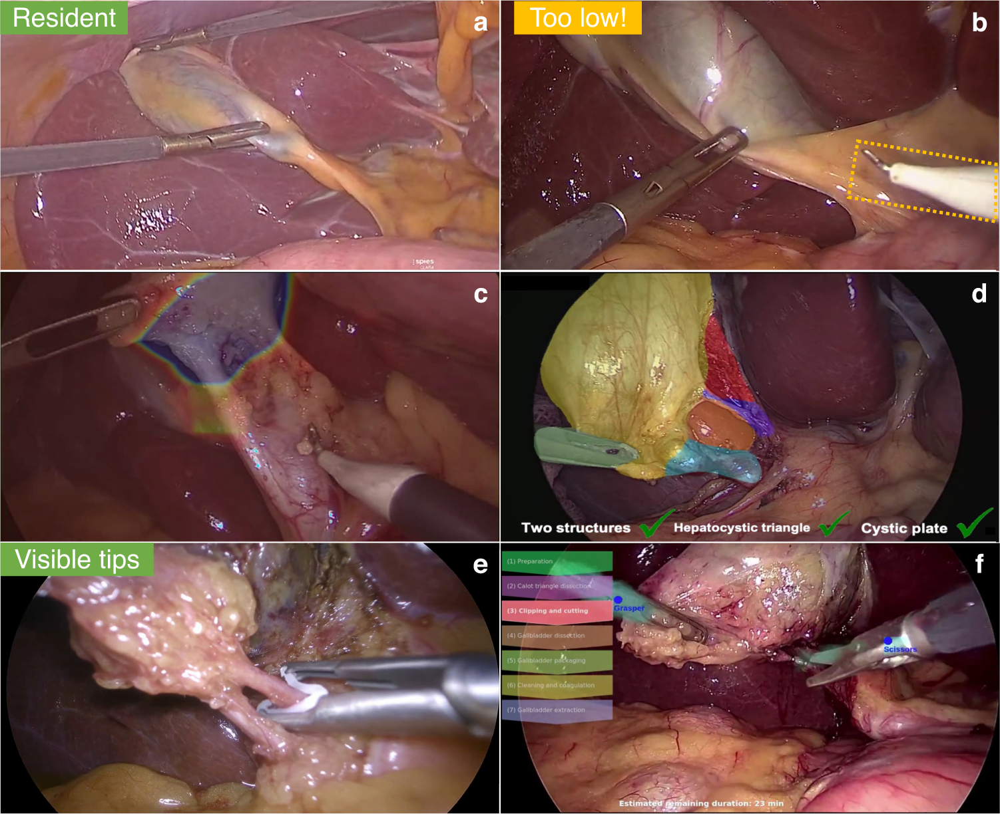 Resident
a
spies
CLARA
Too low!
b
c
d
Two structures Hepatocystic triangle Cystic plate
Visible tips
e
f
(1) Preparation
(2) Calot triangle dissection
(3) Clipping and cutting
(4) Gallbladder dissection
(5) Gallbladder packaging
(6) Cleaning and coagulation
(7) Gallbladder extraction
Grasper
Scissors
Estimated remaining duration: 23 min